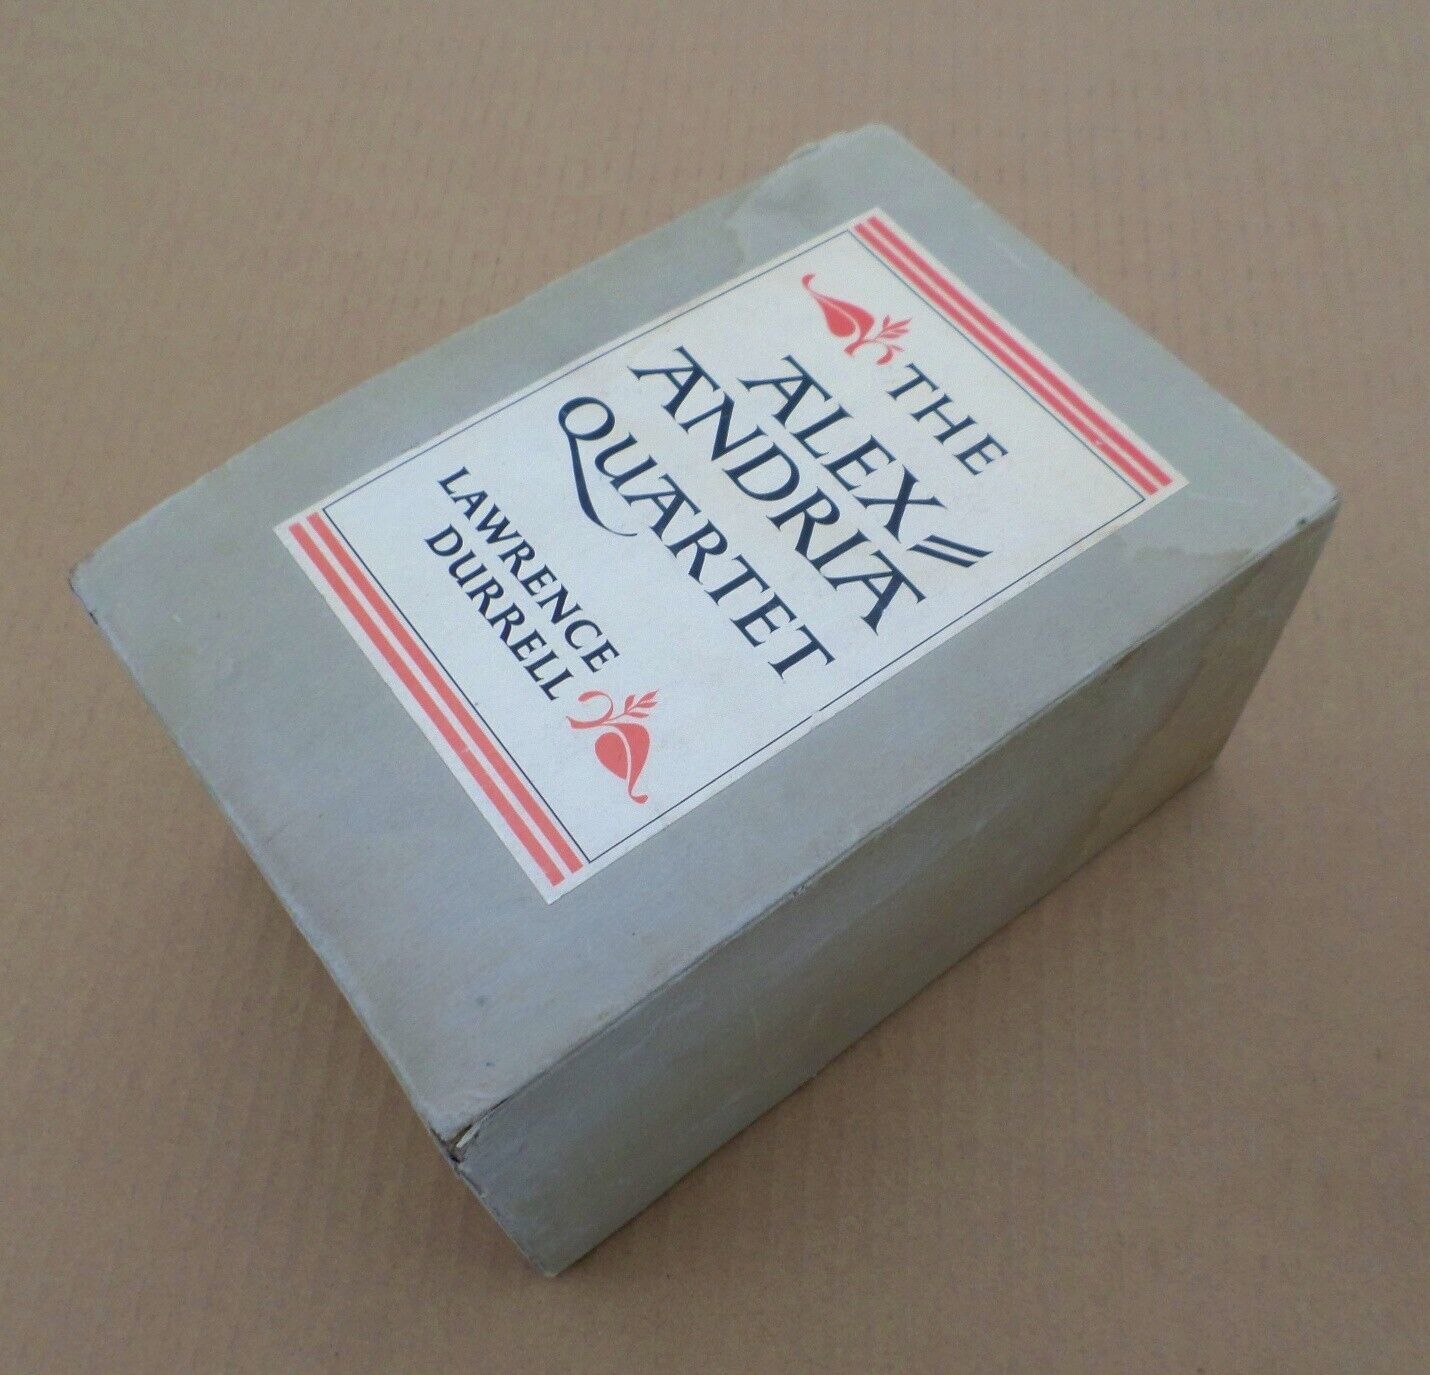 THE
ALEX=
ANDRIA
QUARTET
LAWRENCE
DURRELL